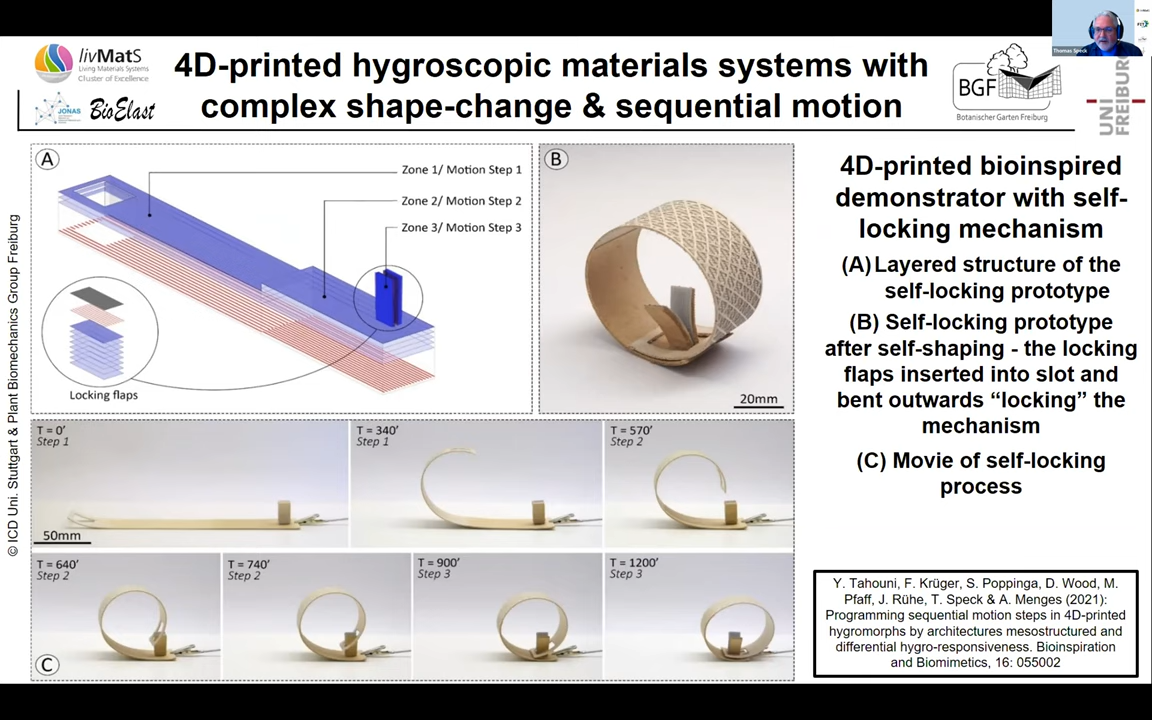 livMatS
Living Materials Systems
Cluster of Excellence
JONAS
BioElast
4D-printed hygroscopic materials systems with
complex shape-change & sequential motion
BGF
Botanischer Garten Freiburg
UNI
FREIBURG
Thomas Speck
© ICD Uni. Stuttgart & Plant Biomechanics Group Freiburg
A
Zone 1/ Motion Step 1
Zone 2/ Motion Step 2
Zone 3/ Motion Step 3
Locking flaps
B
20mm
T = 0’
Step 1
50mm
T = 340’
Step 1
T = 570’
Step 2
T = 640’
Step 2
T = 740’
Step 2
T = 900’
Step 3
T = 1200’
Step 3
C
4D-printed bioinspired
demonstrator with self-
locking mechanism
(A) Layered structure of the
self-locking prototype
(B) Self-locking prototype
after self-shaping - the locking
flaps inserted into slot and
bent outwards “locking” the
mechanism
(C) Movie of self-locking
process
Y. Tahouni, F. Krüger, S. Poppinga, D. Wood, M.
Pfaff, J. Rühe, T. Speck & A. Menges (2021):
Programming sequential motion steps in 4D-printed
hygromorphs by architectures mesostructured and
differential hygro-responsiveness. Bioinspiration
and Biomimetics, 16: 055002